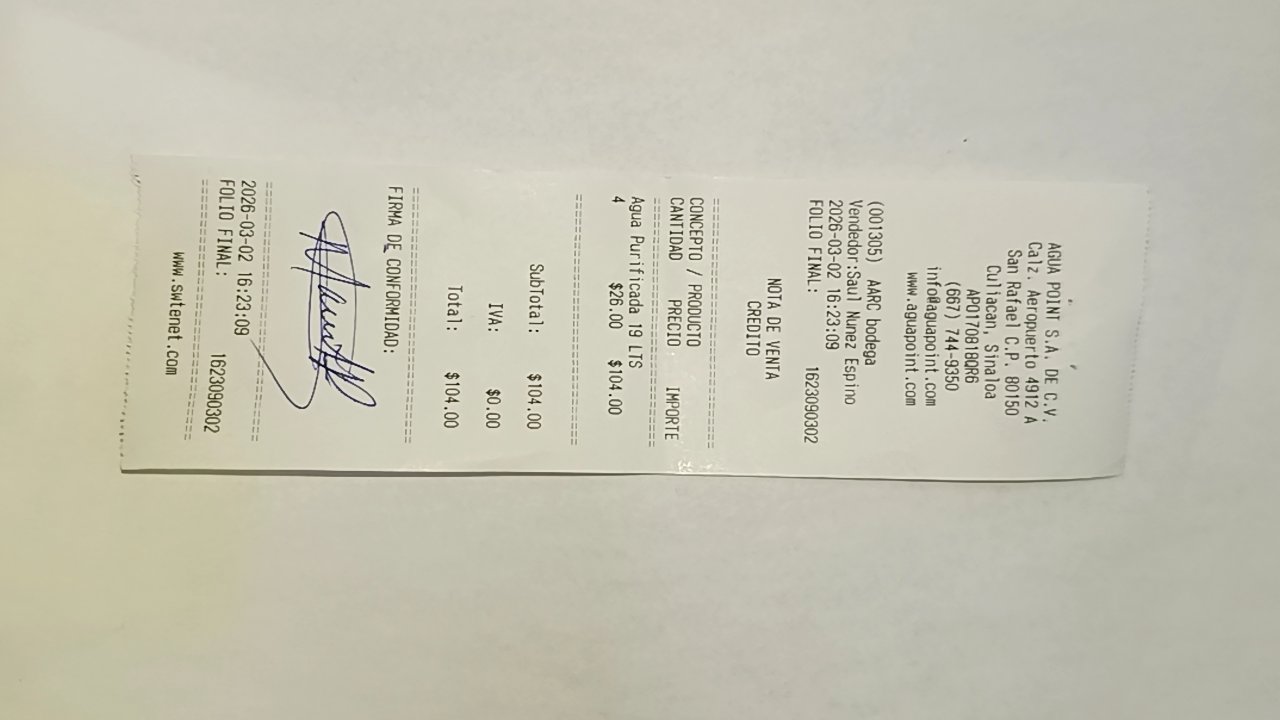 AGUA POINT S.A. DE C.V.
Calz. Aeropuerto 4912 A
San Rafael C.P. 80150
Culiacan, Sinaloa
APO170818QR6
(667) 744-9350
info@aguapoint.com
www.aguapoint.com
NOTA DE VENTA
CREDITO
(001305) AARC bodega
Vendedor:Saul Nunez Espino
2026-03-02 16:23:09
FOLIO FINAL: 1623090302
==============================
CONCEPTO / PRODUCTO
CANTIDAD PRECIO IMPORTE
==============================
Agua Purificada 19 LTS
4 $26.00 $104.00
==============================
SubTotal: $104.00
IVA: $0.00
Total: $104.00
==============================
FIRMA DE CONFORMIDAD:
==============================
2026-03-02 16:23:09
FOLIO FINAL: 1623090302
==============================
www.swtenet.com